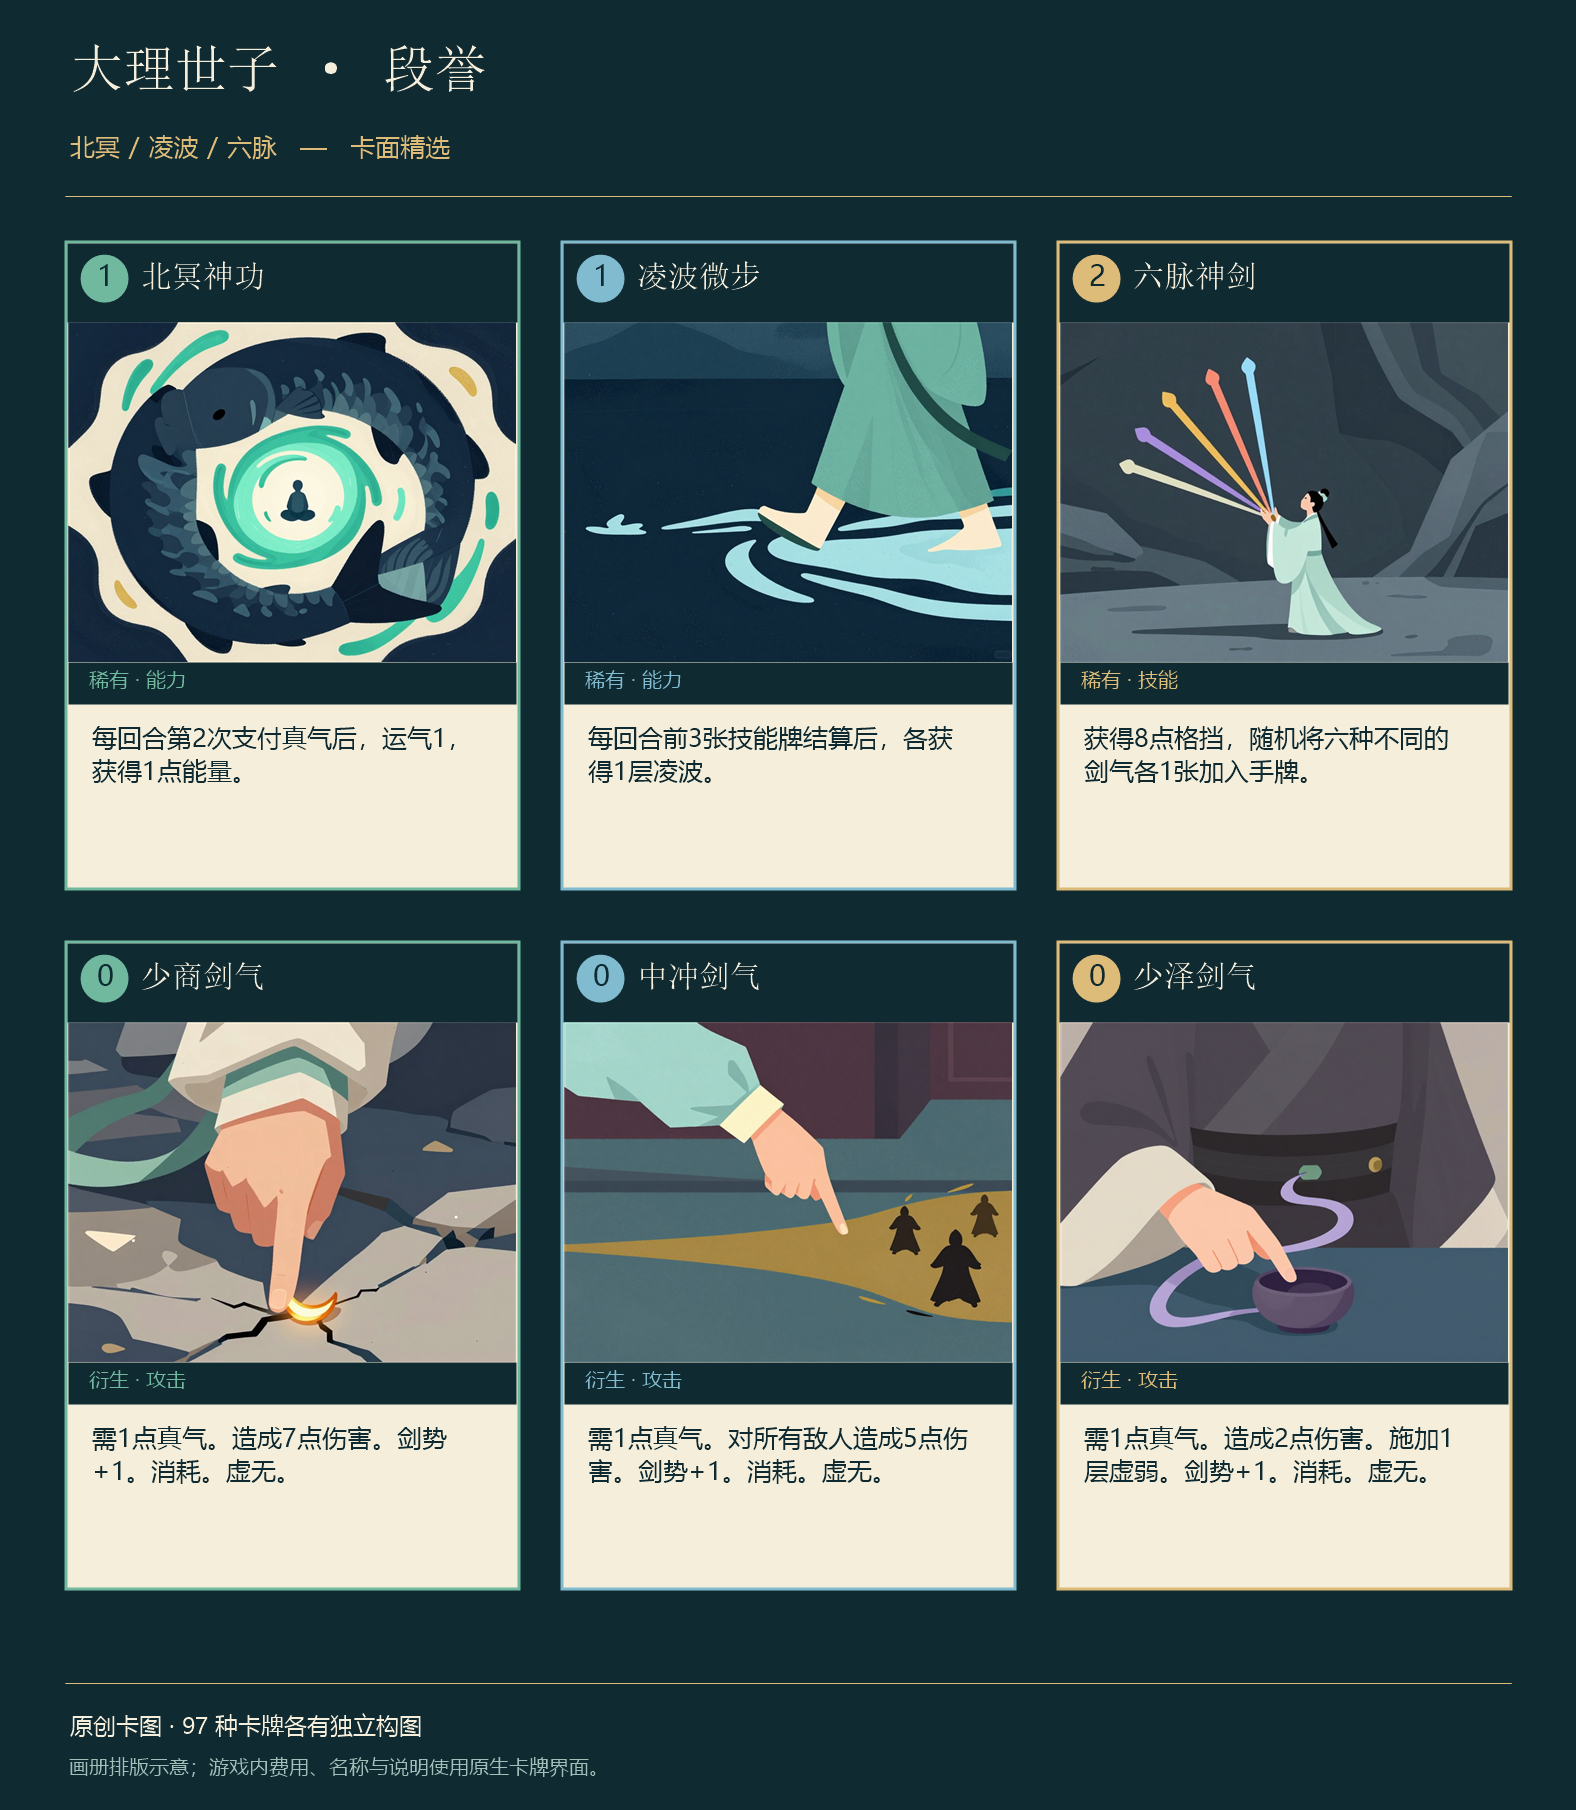 大理世子 · 段誉
北冥 / 凌波 / 六脉 — 卡面精选
1 北冥神功
稀有 · 能力
每回合第2次支付真气后，运气1，
获得1点能量。
1 凌波微步
稀有 · 能力
每回合前3张技能牌结算后，各获
得1层凌波。
2 六脉神剑
稀有 · 技能
获得8点格挡，随机将六种不同的
剑气各1张加入手牌。
0 少商剑气
衍生 · 攻击
需1点真气。造成7点伤害。剑势
+1。消耗。虚无。
0 中冲剑气
衍生 · 攻击
需1点真气。对所有敌人造成5点伤
害。剑势+1。消耗。虚无。
0 少泽剑气
衍生 · 攻击
需1点真气。造成2点伤害。施加1
层虚弱。剑势+1。消耗。虚无。
原创卡图 · 97 种卡牌各有独立构图
画册排版示意；游戏内费用、名称与说明使用原生卡牌界面。